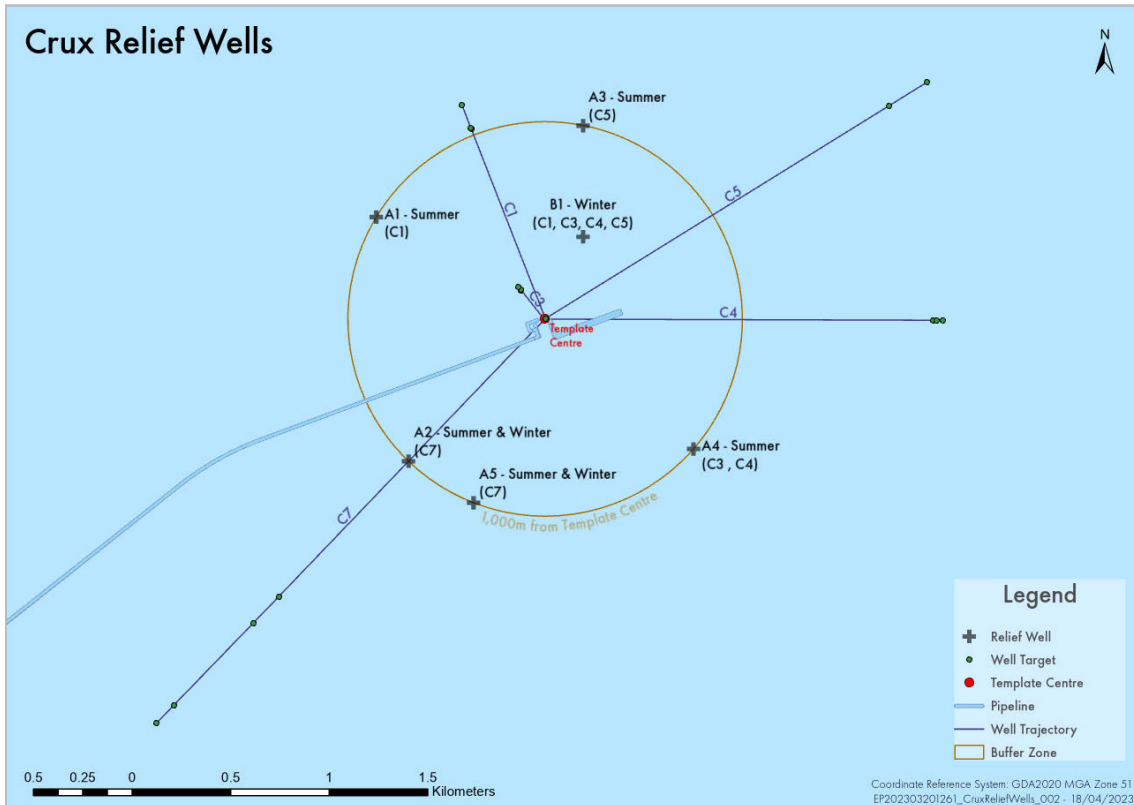 Crux Relief Wells
N
A3 - Summer
(C5)
C5
C1
B1 - Winter
(C1, C3, C4, C5)
A1 - Summer
(C1)
C3
C4
Template
Centre
A2 - Summer & Winter
(C7)
A4 - Summer
(C3 , C4)
A5 - Summer & Winter
(C7)
1,000m from Template Centre
C7
Legend
Relief Well
Well Target
Template Centre
Pipeline
Well Trajectory
Buffer Zone
0.5 0.25 0 0.5 1 1.5
Kilometers
Coordinate Reference System: GDA2020 MGA Zone 51
EP202303201261_CruxReliefWells_002 - 18/04/2023